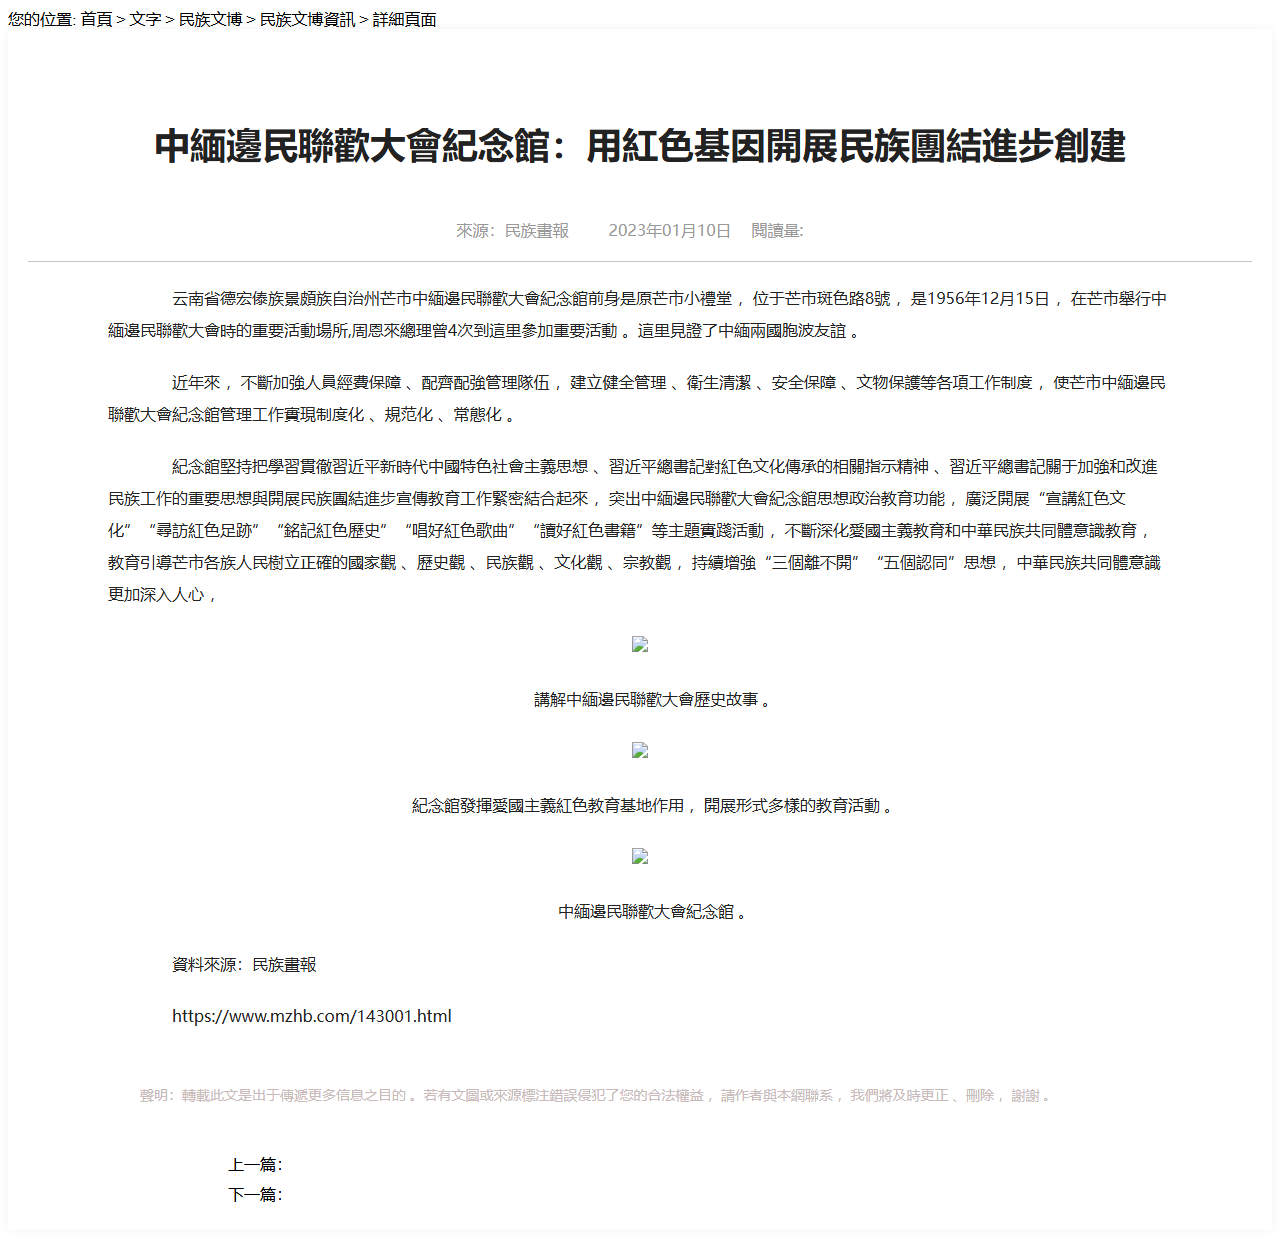 您的位置: 首頁 > 文字 > 民族文博 > 民族文博資訊 > 詳細頁面
中緬邊民聯歡大會紀念館：用紅色基因開展民族團結進步創建
來源：民族畫報 2023年01月10日 閱讀量:
云南省德宏傣族景頗族自治州芒市中緬邊民聯歡大會紀念館前身是原芒市小禮堂，位于芒市斑色路8號，是1956年12月15日，在芒市舉行中
緬邊民聯歡大會時的重要活動場所,周恩來總理曾4次到這里參加重要活動。這里見證了中緬兩國胞波友誼。
近年來，不斷加強人員經費保障、配齊配強管理隊伍，建立健全管理、衛生清潔、安全保障、文物保護等各項工作制度，使芒市中緬邊民
聯歡大會紀念館管理工作實現制度化、規范化、常態化。
紀念館堅持把學習貫徹習近平新時代中國特色社會主義思想、習近平總書記對紅色文化傳承的相關指示精神、習近平總書記關于加強和改進
民族工作的重要思想與開展民族團結進步宣傳教育工作緊密結合起來，突出中緬邊民聯歡大會紀念館思想政治教育功能，廣泛開展“宣講紅色文
化”“尋訪紅色足跡”“銘記紅色歷史”“唱好紅色歌曲”“讀好紅色書籍”等主題實踐活動，不斷深化愛國主義教育和中華民族共同體意識教育，
教育引導芒市各族人民樹立正確的國家觀、歷史觀、民族觀、文化觀、宗教觀，持續增強“三個離不開”“五個認同”思想，中華民族共同體意識
更加深入人心，
講解中緬邊民聯歡大會歷史故事。
紀念館發揮愛國主義紅色教育基地作用，開展形式多樣的教育活動。
中緬邊民聯歡大會紀念館。
資料來源：民族畫報
https://www.mzhb.com/143001.html
聲明：轉載此文是出于傳遞更多信息之目的。若有文圖或來源標注錯誤侵犯了您的合法權益，請作者與本網聯系，我們將及時更正、刪除，謝謝。
上一篇：
下一篇：